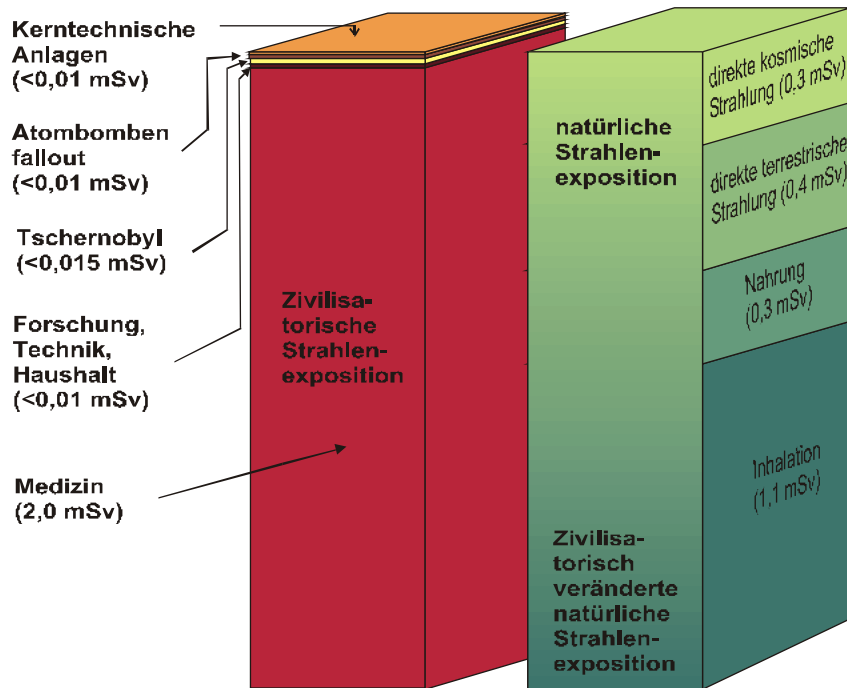 Kerntechnische
Anlagen
(<0,01 mSv)
Atombomben
fallout
(<0,01 mSv)
Tschernobyl
(<0,015 mSv)
Forschung,
Technik,
Haushalt
(<0,01 mSv)
Medizin
(2,0 mSv)
Zivilisa-
torische
Strahlen-
exposition
natürliche
Strahlen-
exposition
Zivilisa-
torisch
veränderte
natürliche
Strahlen-
exposition
direkte kosmische
Strahlung (0,3 mSv)
direkte terrestrische
Strahlung (0,4 mSv)
Nahrung
(0,3 mSv)
Inhalation
(1,1 mSv)